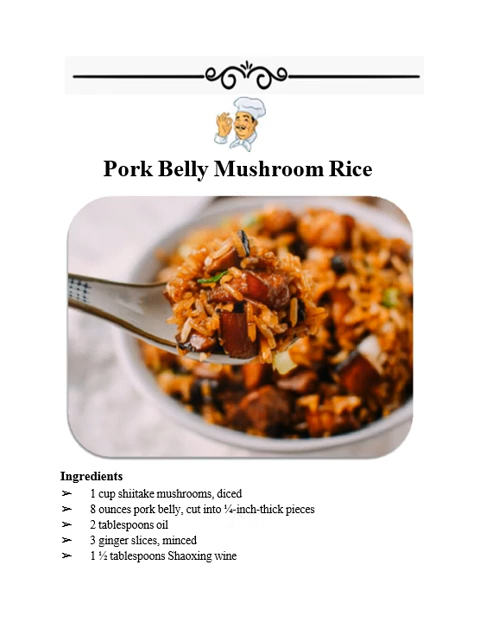 Pork Belly Mushroom Rice
Ingredients
➢ 1 cup shiitake mushrooms, diced
➢ 8 ounces pork belly, cut into ¼-inch-thick pieces
➢ 2 tablespoons oil
➢ 3 ginger slices, minced
➢ 1 ½ tablespoons Shaoxing wine